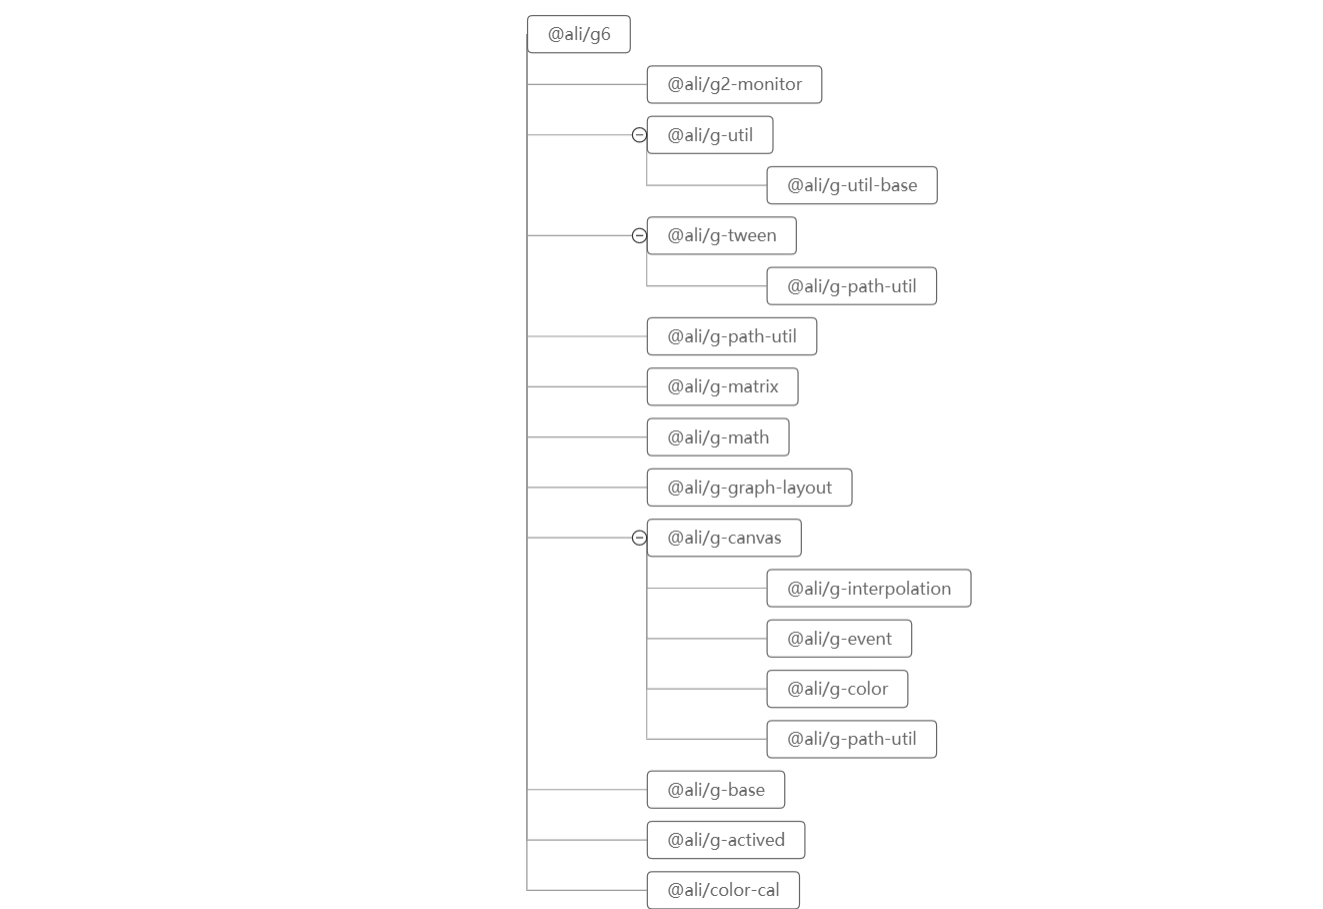 @ali/g6
@ali/g2-monitor
@ali/g-util
@ali/g-util-base
@ali/g-tween
@ali/g-path-util
@ali/g-path-util
@ali/g-matrix
@ali/g-math
@ali/g-graph-layout
@ali/g-canvas
@ali/g-interpolation
@ali/g-event
@ali/g-color
@ali/g-path-util
@ali/g-base
@ali/g-actived
@ali/color-cal